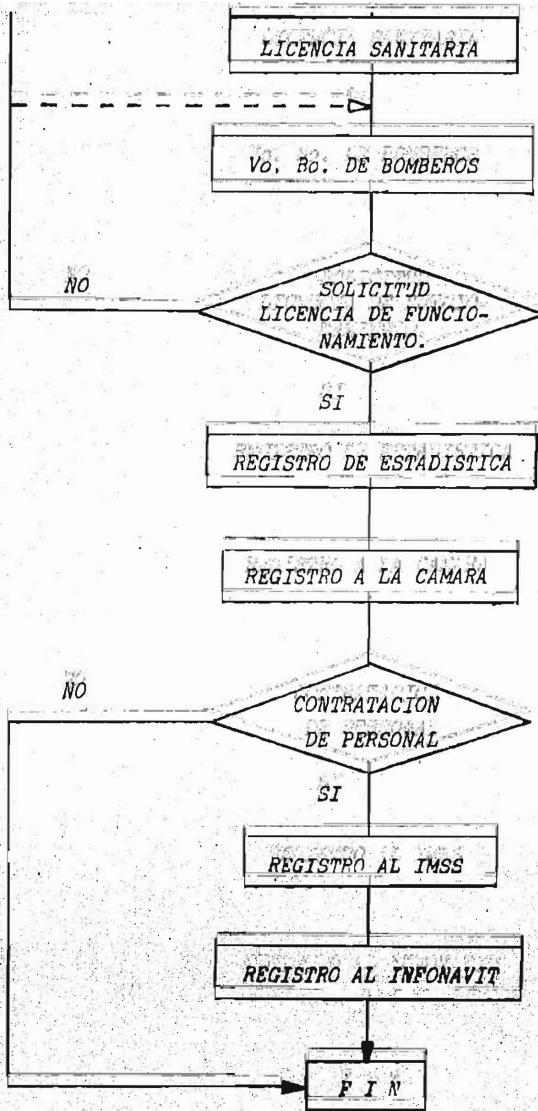 LICENCIA SANITARIA
Vo. Bo. DE BOMBEROS
NO
SOLICITUD
LICENCIA DE FUNCIO-
NAMIENTO.
SI
REGISTRO DE ESTADISTICA
REGISTRO A LA CAMARA
NO
CONTRATACION
DE PERSONAL
SI
REGISTRO AL IMSS
REGISTRO AL INFONAVIT
F I N